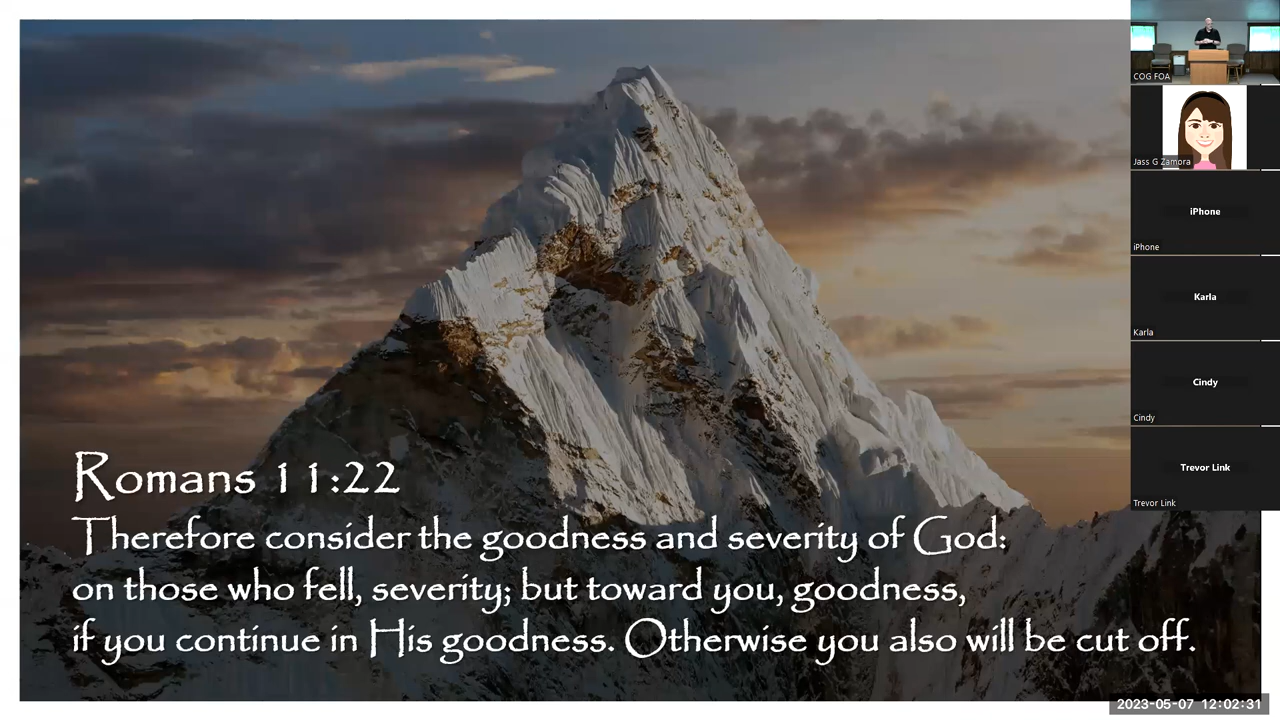 COG FOA
Jass G Zamora
iPhone
iPhone
Karla
Karla
Cindy
Cindy
Trevor Link
Trevor Link
Romans 11:22
Therefore consider the goodness and severity of God:
on those who fell, severity; but toward you, goodness,
if you continue in His goodness. Otherwise you also will be cut off.
2023-05-07 12:02:31